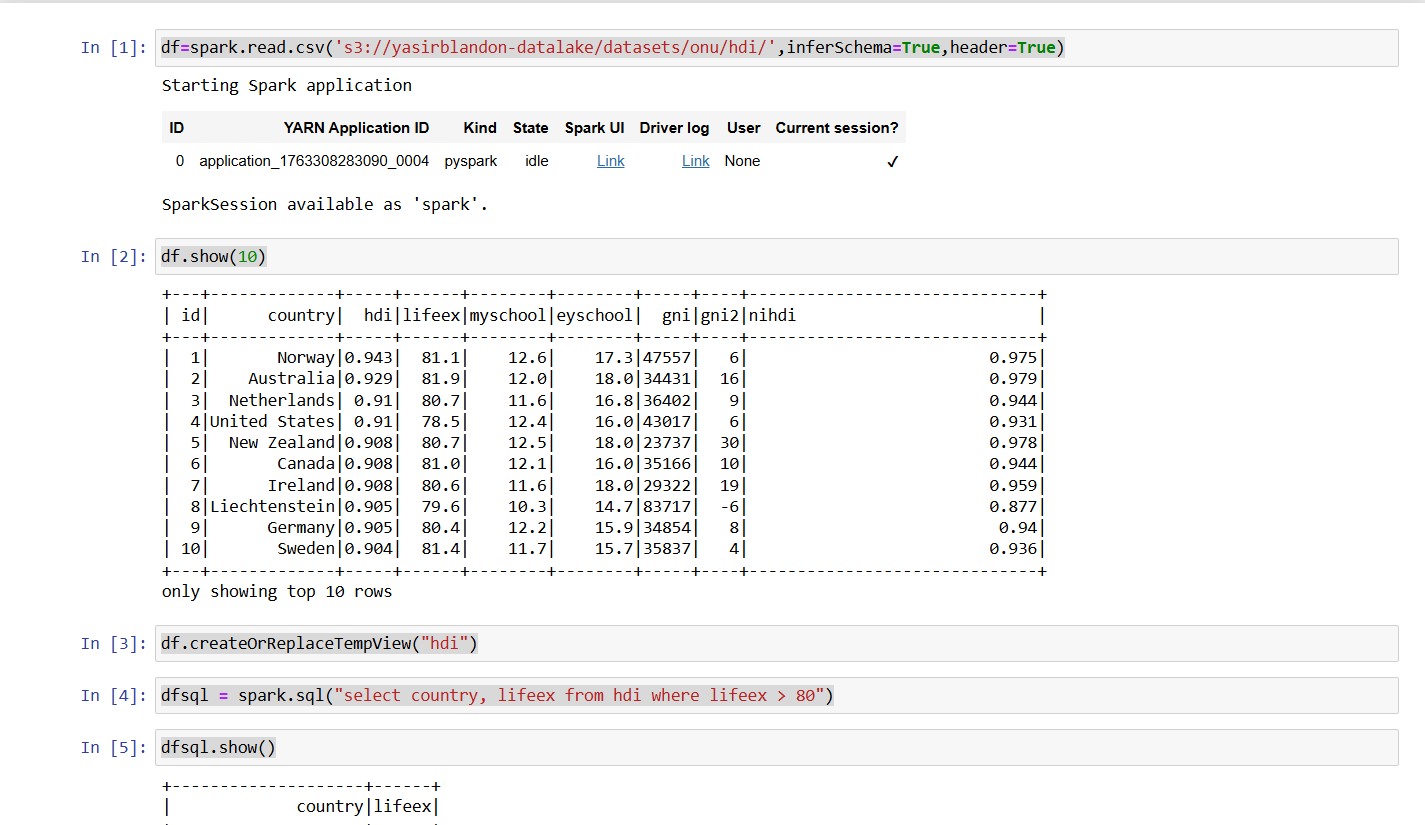 In [1]: df=spark.read.csv('s3://yasirblandon-datalake/datasets/onu/hdi/',inferSchema=True,header=True)
Starting Spark application
ID YARN Application ID Kind State Spark UI Driver log User Current session?
0 application_1763308283090_0004 pyspark idle Link Link None ✓
SparkSession available as 'spark'.
In [2]: df.show(10)
+---+-------------+-----+------+--------+--------+-----+----+------------------------------+
| id|      country|  hdi|lifeex|myschool|eyschool|  gni|gni2|nihdi                         |
+---+-------------+-----+------+--------+--------+-----+----+------------------------------+
|  1|       Norway|0.943|  81.1|    12.6|    17.3|47557|   6|                         0.975|
|  2|    Australia|0.929|  81.9|    12.0|    18.0|34431|  16|                         0.979|
|  3|  Netherlands| 0.91|  80.7|    11.6|    16.8|36402|   9|                         0.944|
|  4|United States| 0.91|  78.5|    12.4|    16.0|43017|   6|                         0.931|
|  5|  New Zealand|0.908|  80.7|    12.5|    18.0|23737|  30|                         0.978|
|  6|       Canada|0.908|  81.0|    12.1|    16.0|35166|  10|                         0.944|
|  7|      Ireland|0.908|  80.6|    11.6|    18.0|29322|  19|                         0.959|
|  8|Liechtenstein|0.905|  79.6|    10.3|    14.7|83717|  -6|                         0.877|
|  9|      Germany|0.905|  80.4|    12.2|    15.9|34854|   8|                          0.94|
| 10|       Sweden|0.904|  81.4|    11.7|    15.7|35837|   4|                         0.936|
+---+-------------+-----+------+--------+--------+-----+----+------------------------------+
only showing top 10 rows
In [3]: df.createOrReplaceTempView("hdi")
In [4]: dfsql = spark.sql("select country, lifeex from hdi where lifeex > 80")
In [5]: dfsql.show()
+--------------------+------+
|             country|lifeex|